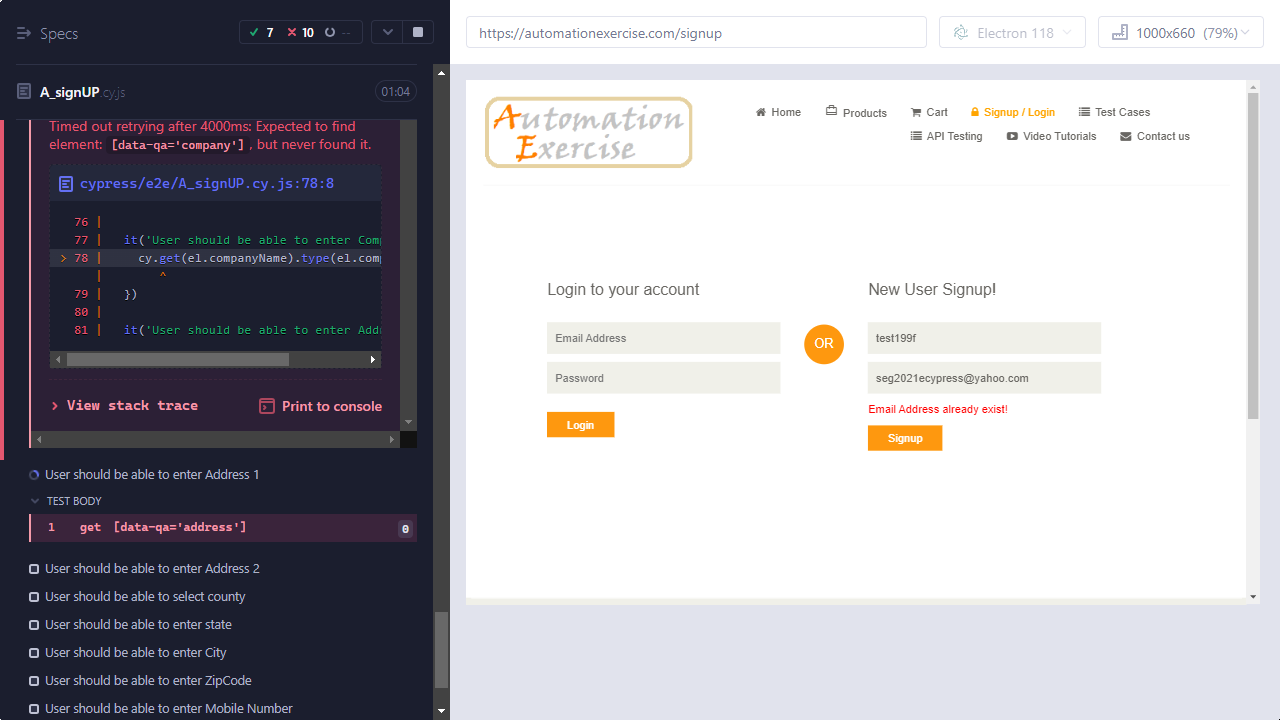 Specs
7 10 --
A_signUP.cy.js 01:04
Timed out retrying after 4000ms: Expected to find
element: [data-qa='company'] , but never found it.
cypress/e2e/A_signUP.cy.js:78:8
76 |
77 | it('User should be able to enter Comp
> 78 | cy.get(el.companyName).type(el.comp
| ^
79 | })
80 |
81 | it('User should be able to enter Addr
> View stack trace Print to console
User should be able to enter Address 1
TEST BODY
1 get [data-qa='address'] 0
User should be able to enter Address 2
User should be able to select county
User should be able to enter state
User should be able to enter City
User should be able to enter ZipCode
User should be able to enter Mobile Number
https://automationexercise.com/signup
Electron 118
1000x660 (79%)
Automation
Exercise
Home Products Cart Signup / Login Test Cases
API Testing Video Tutorials Contact us
Login to your account
Email Address
Password
Login
OR
New User Signup!
test199f
seg2021ecypress@yahoo.com
Email Address already exist!
Signup